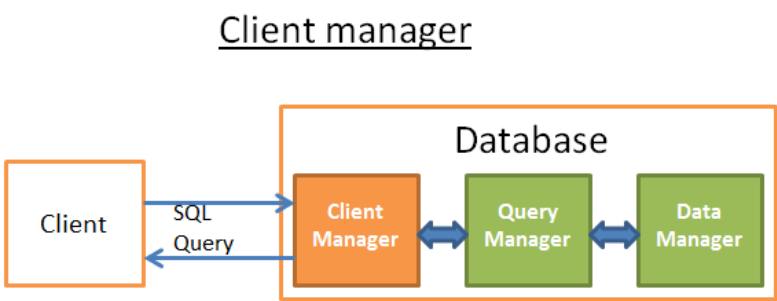 Client manager
Database
Client
SQL
Query
Client
Manager
Query
Manager
Data
Manager